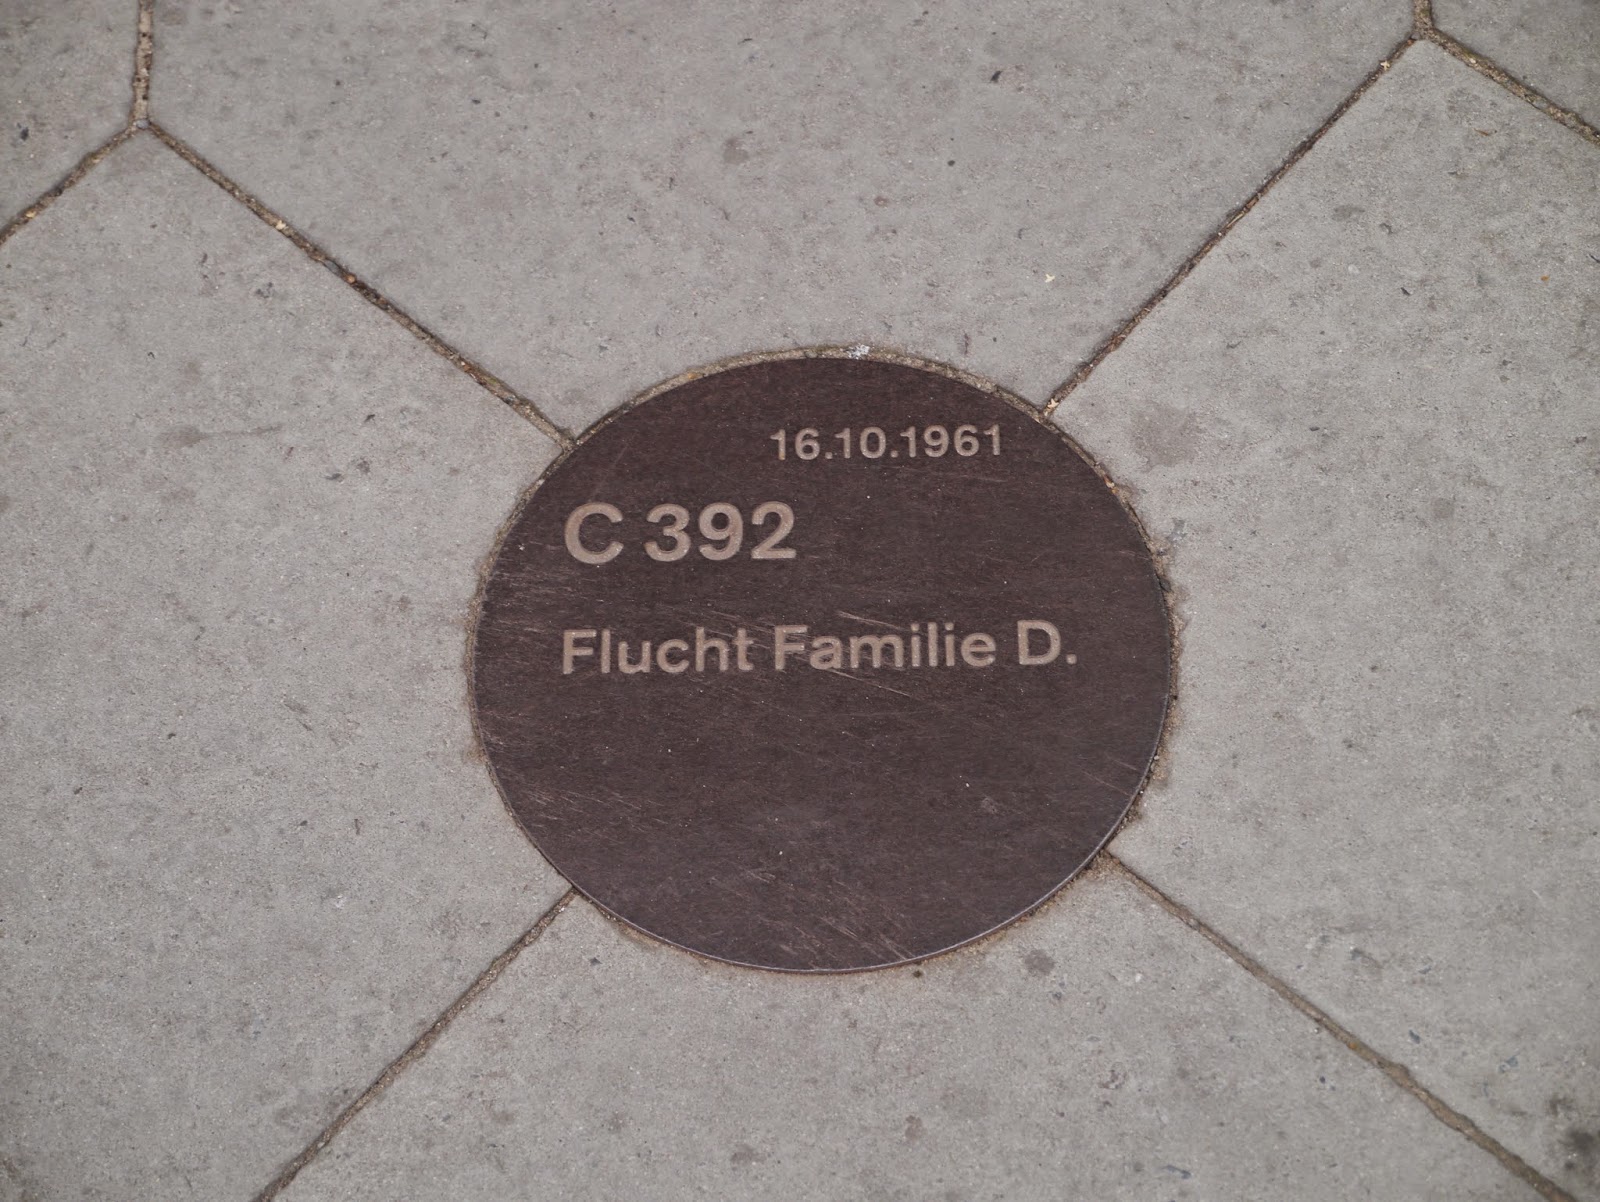 16.10.1961
C 392
Flucht Familie D.